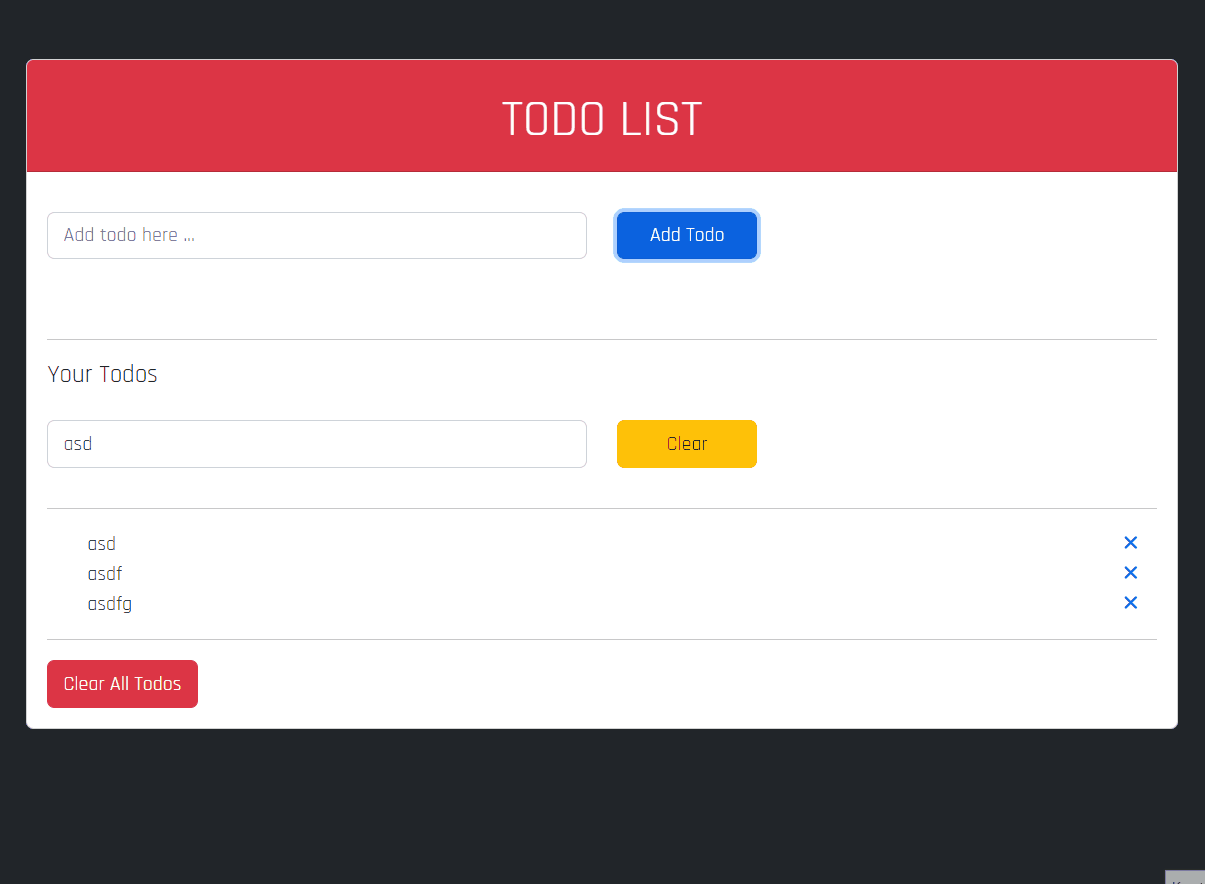 TODO LIST
Add todo here ...
Add Todo
Your Todos
asd
Clear
asd
asdf
asdfg
Clear All Todos